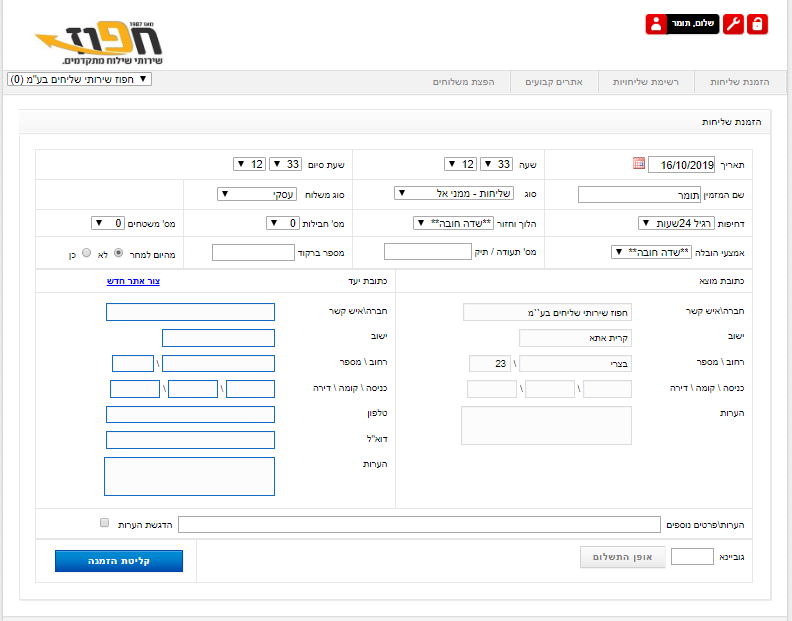 מאז 1987
חפוז
שירותי שילוח מתקדמים.
שלום, תומר
הזמנת שליחות
רשימת שליחויות
אתרים קבועים
הפצת משלוחים
חפוז שירותי שליחים בע"מ (0)
הזמנת שליחות
תאריך 16/10/2019 שעה 33 12 שעת סיום 33 12
שם המזמין תומר סוג שליחות - ממני אל סוג משלוח עסקי
דחיפות רגיל 24שעות הלוך וחזור **שדה חובה** מס' חבילות 0 מס' משטחים 0
אמצעי הובלה **שדה חובה** מס' תעודה / תיק מספר ברקוד מהיום למחר לא כן
כתובת מוצא
חברה\איש קשר חפוז שירותי שליחים בע``מ
ישוב קרית אתא
רחוב \ מספר בצרי \ 23
כניסה \ קומה \ דירה \ \
הערות
כתובת יעד צור אתר חדש
חברה\איש קשר
ישוב
רחוב \ מספר \
כניסה \ קומה \ דירה \ \
טלפון
דוא"ל
הערות
הערות\פרטים נוספים הדגשת הערות
גוביינא אופן התשלום קליטת הזמנה